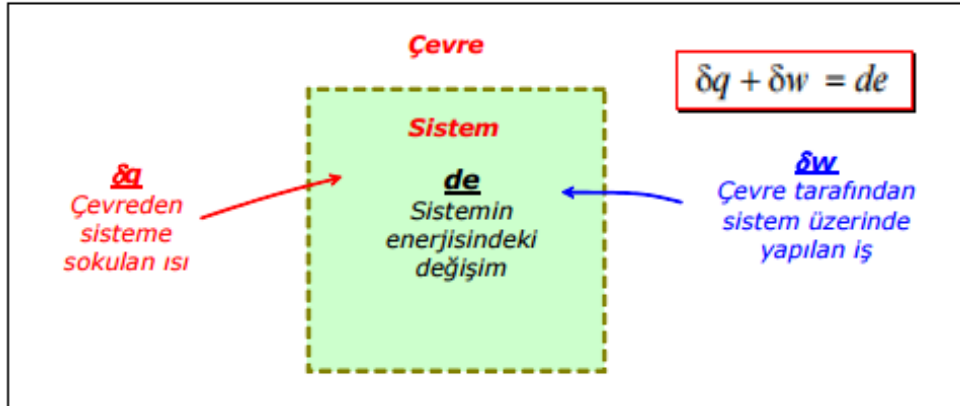 Çevre
δq + δw = de
Sistem
δq
Çevreden
sisteme
sokulan ısı
de
Sistemin
enerjisindeki
değişim
δw
Çevre tarafından
sistem üzerinde
yapılan iş